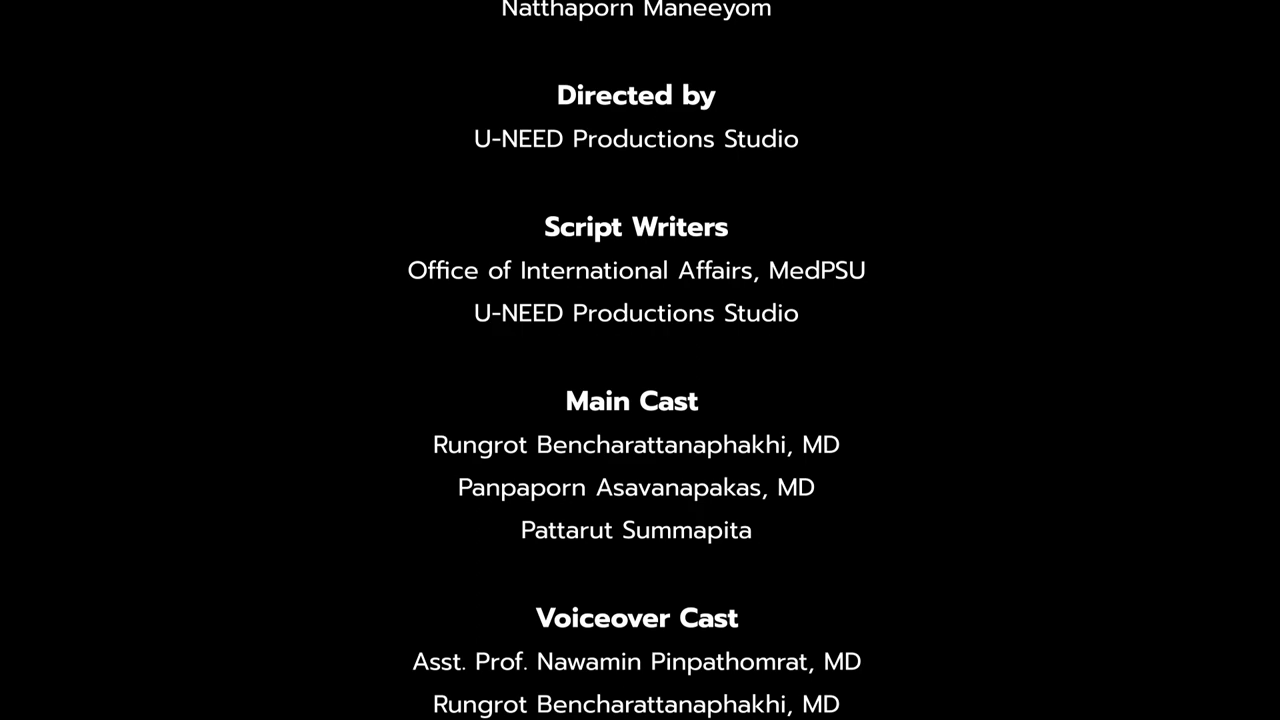 Natthaporn Maneeyom
Directed by
U-NEED Productions Studio
Script Writers
Office of International Affairs, MedPSU
U-NEED Productions Studio
Main Cast
Rungrot Bencharattanaphakhi, MD
Panpaporn Asavanapakas, MD
Pattarut Summapita
Voiceover Cast
Asst. Prof. Nawamin Pinpathomrat, MD
Rungrot Bencharattanaphakhi, MD